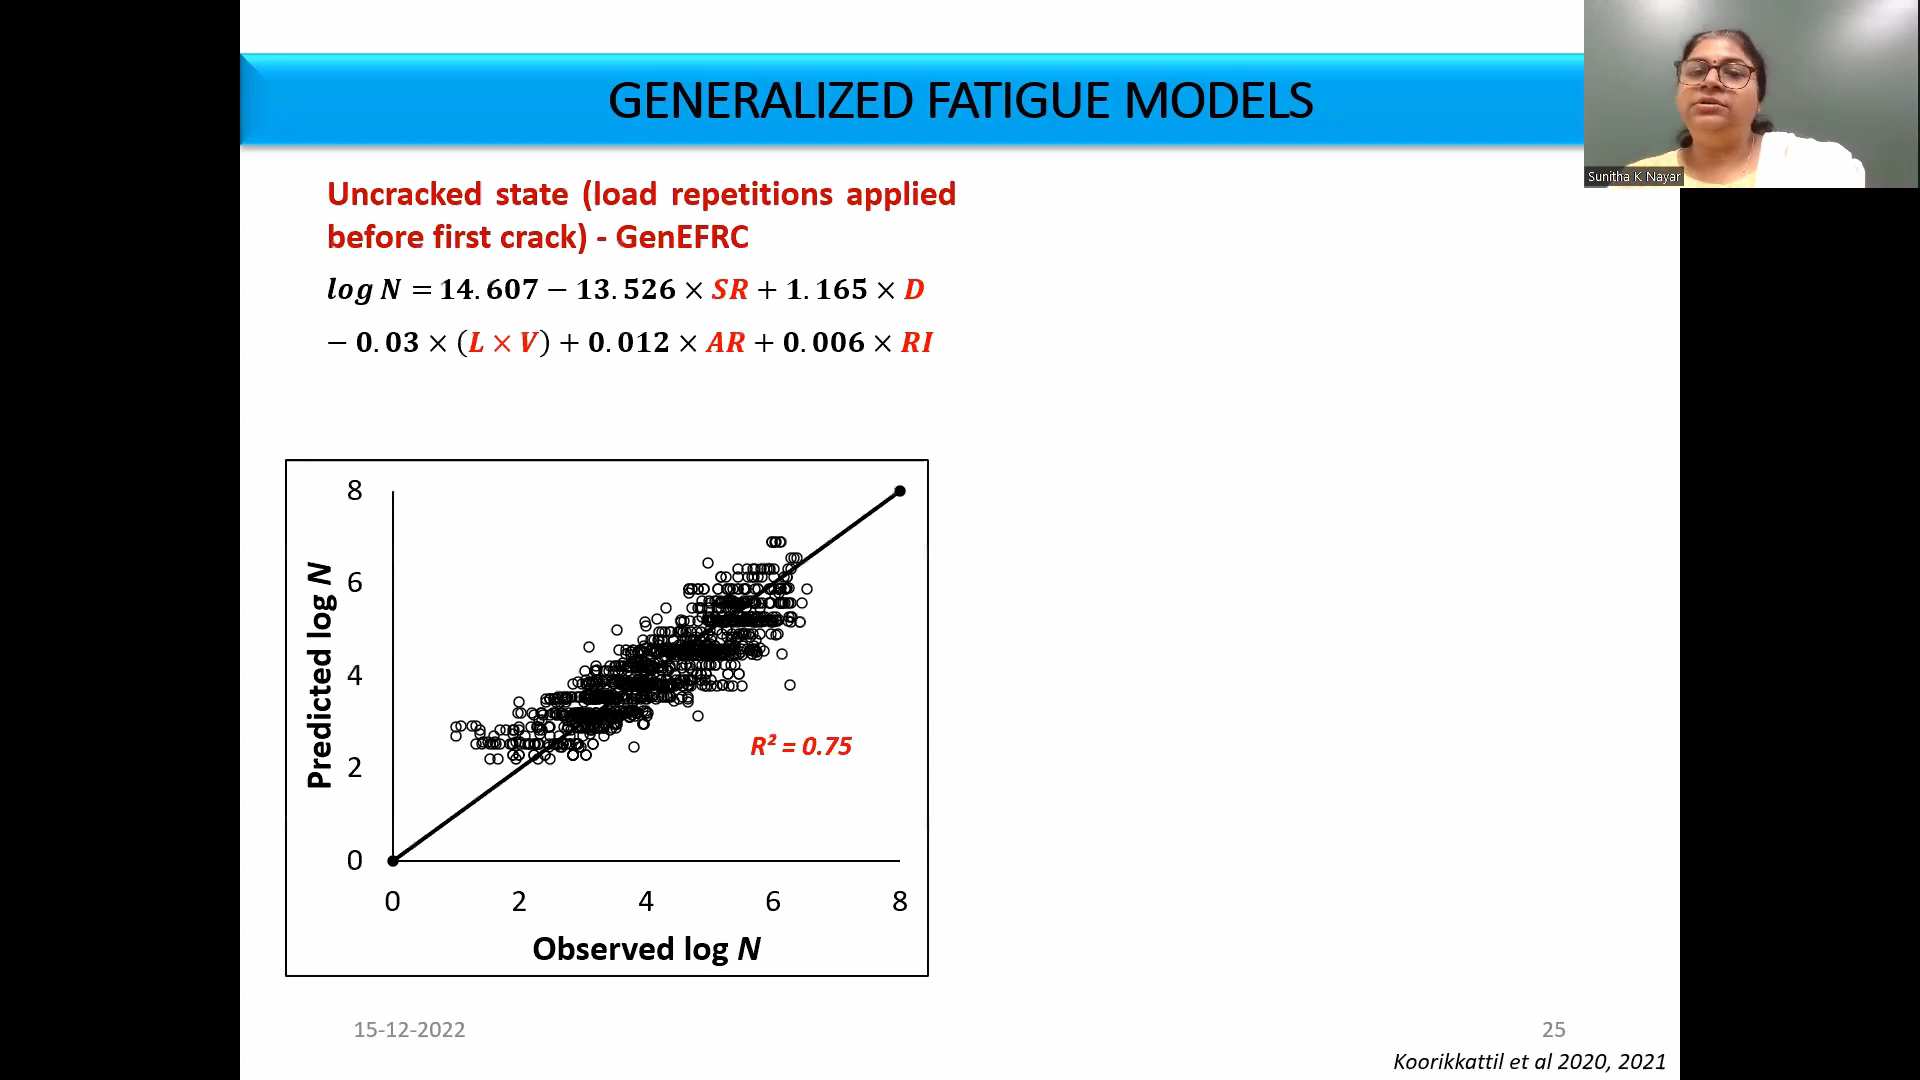 GENERALIZED FATIGUE MODELS
Sunitha K Nayar
Uncracked state (load repetitions applied
before first crack) - GenEFRC
log N = 14.607 − 13.526 × SR + 1.165 × D
− 0.03 × (L × V) + 0.012 × AR + 0.006 × RI
8
6
4
2
0
Predicted log N
R² = 0.75
0 2 4 6 8
Observed log N
15-12-2022
25
Koorikkattil et al 2020, 2021